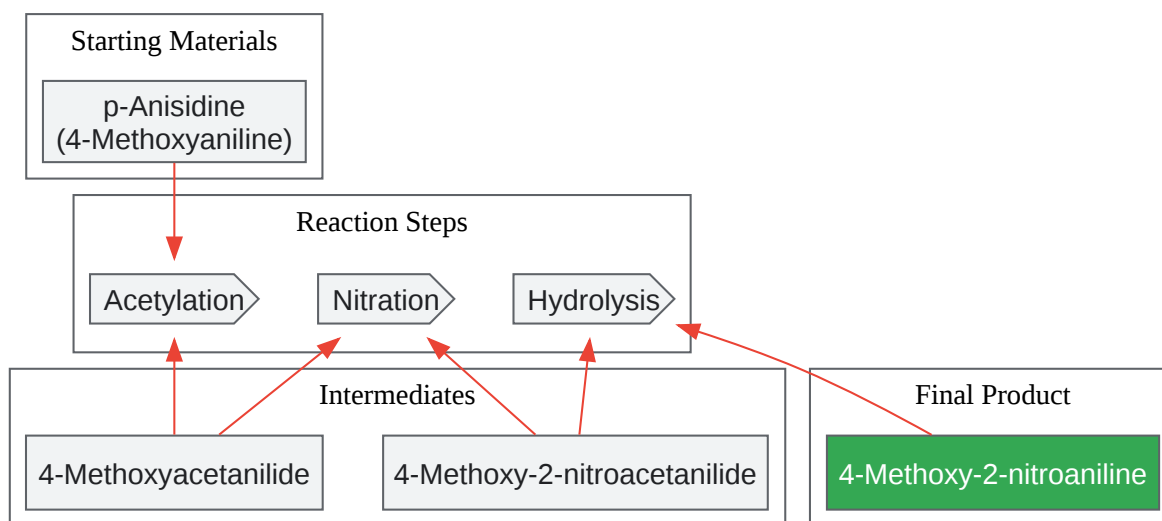 Starting Materials
p-Anisidine
(4-Methoxyaniline)
Reaction Steps
Acetylation
Nitration
Hydrolysis
Intermediates
Final Product
4-Methoxyacetanilide
4-Methoxy-2-nitroacetanilide
4-Methoxy-2-nitroaniline